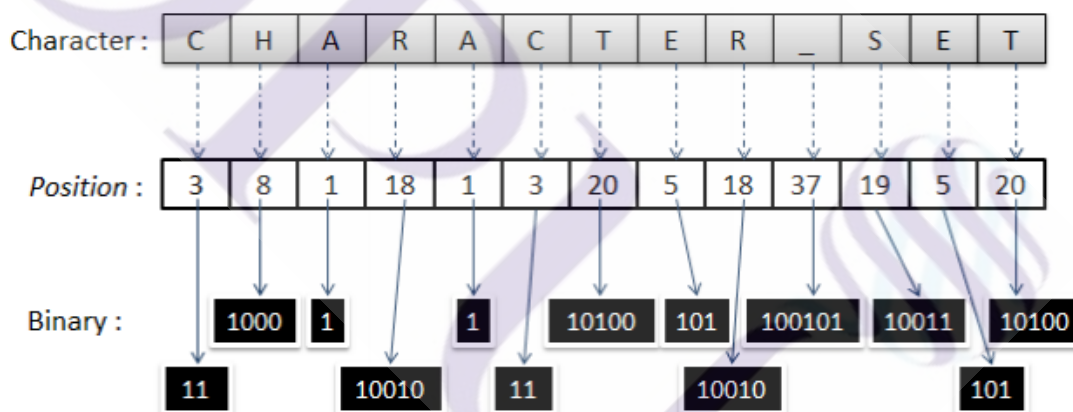 Character : C H A R A C T E R _ S E T
Position : 3 8 1 18 1 3 20 5 18 37 19 5 20
Binary : 1000 1 1 10100 101 100101 10011 10100
11 10010 11 10010 101